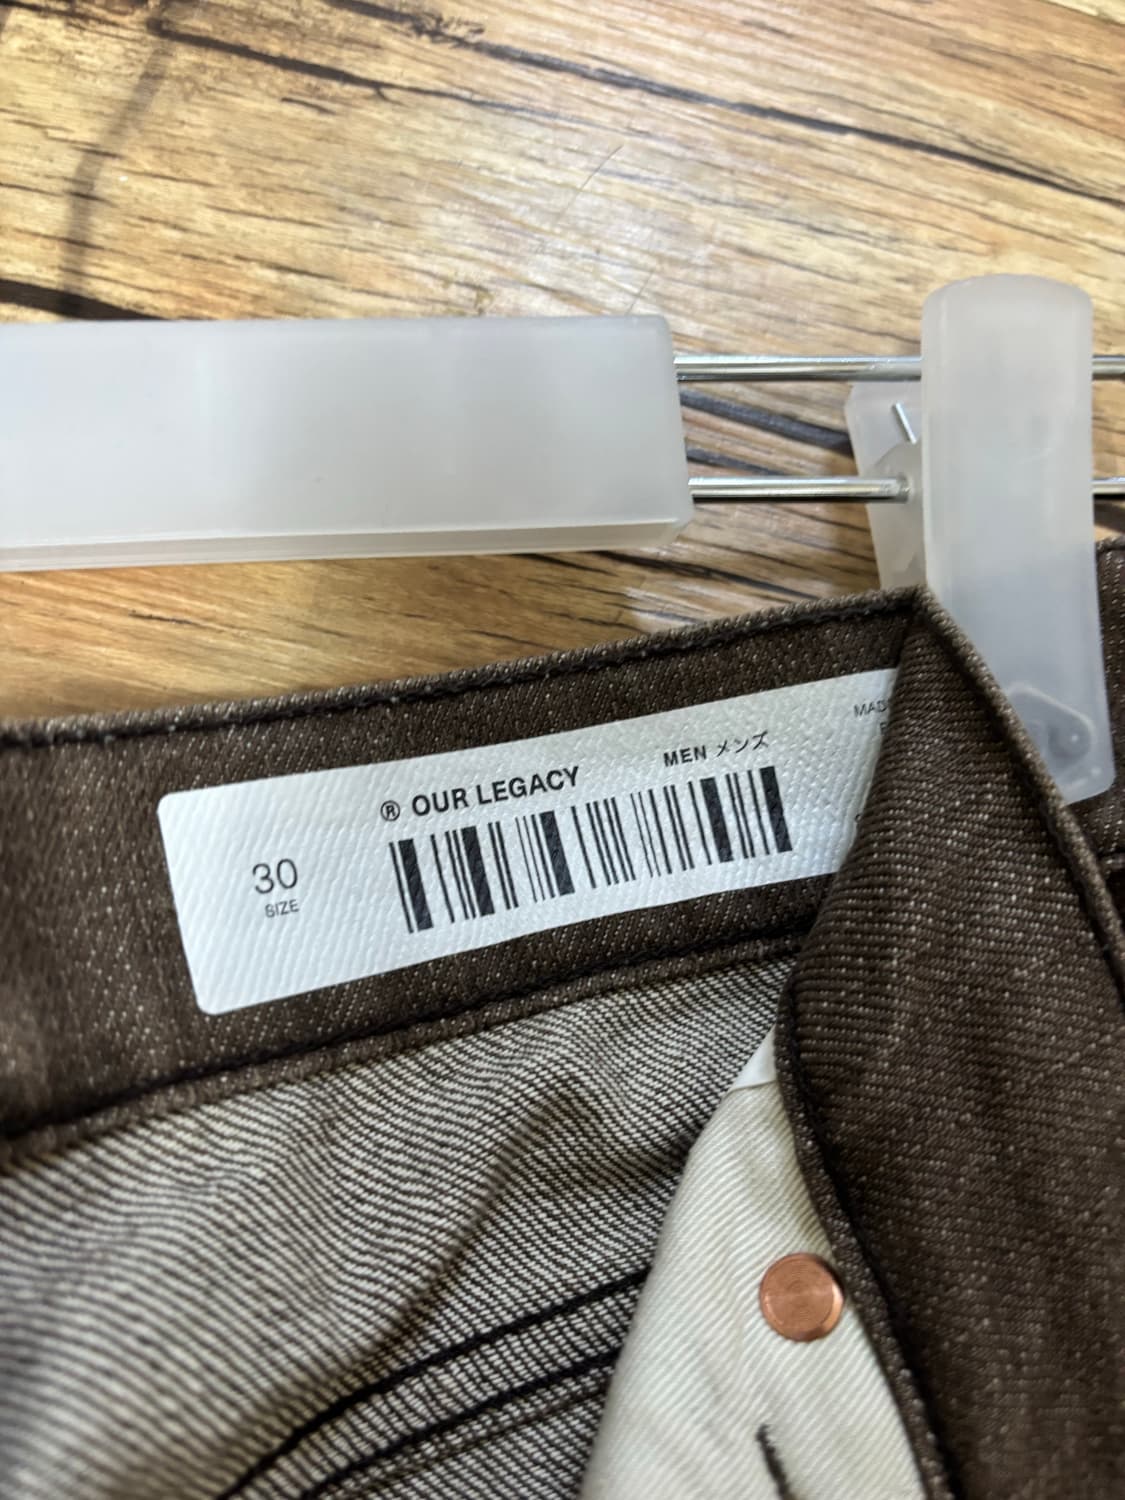 30
SIZE
® OUR LEGACY
MEN メンズ